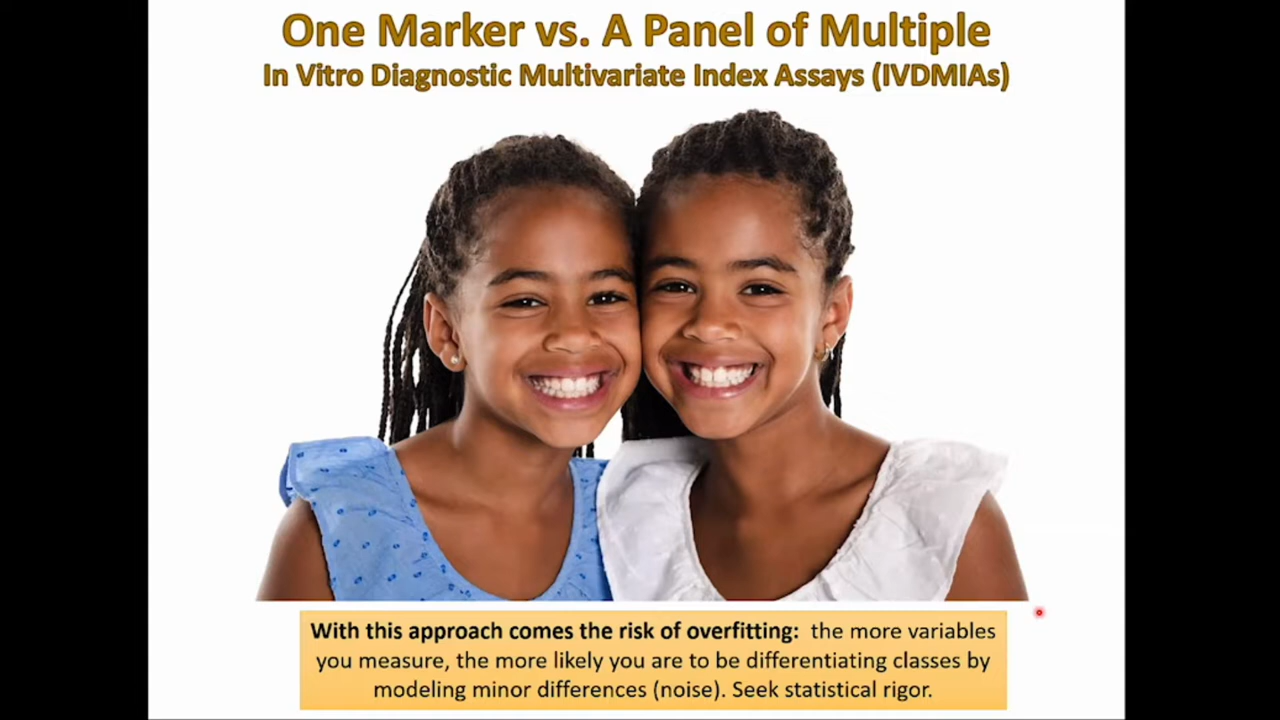 One Marker vs. A Panel of Multiple
In Vitro Diagnostic Multivariate Index Assays (IVDMIAs)
With this approach comes the risk of overfitting: the more variables
you measure, the more likely you are to be differentiating classes by
modeling minor differences (noise). Seek statistical rigor.